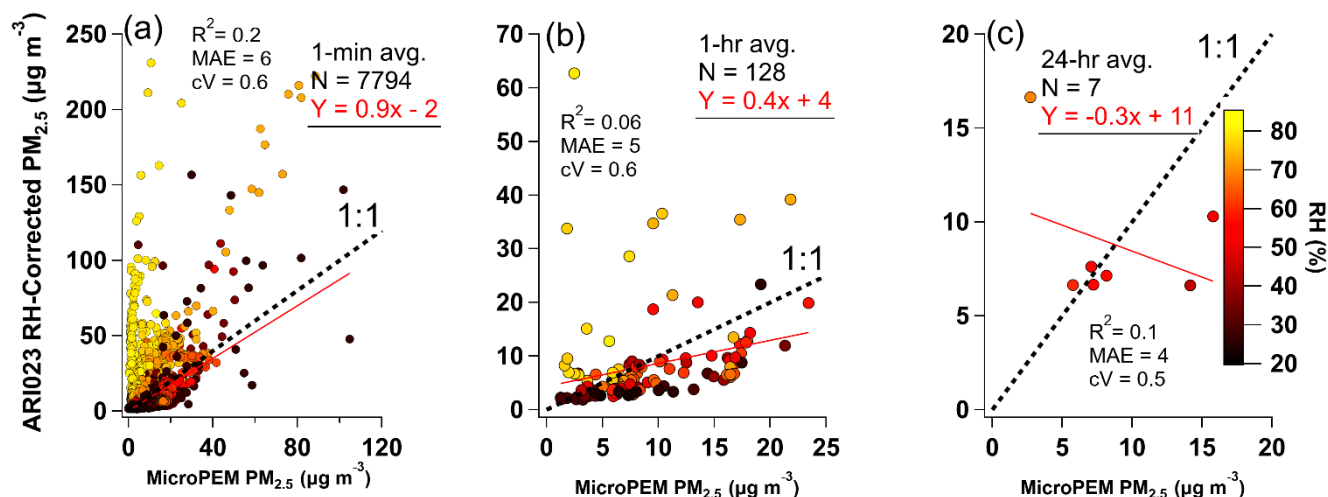 ARI023 RH-Corrected PM2.5 (µg m-3)
(a)
250
200
150
100
50
0
R2= 0.2
MAE = 6
cV = 0.6
1-min avg.
N = 7794
Y = 0.9x - 2
1:1
0
40
80
120
MicroPEM PM2.5 (µg m-3)
(b)
70
60
50
40
30
20
10
0
1-hr avg.
N = 128
Y = 0.4x + 4
R2= 0.06
MAE = 5
cV = 0.6
1:1
0
5
10
15
20
25
MicroPEM PM2.5 (µg m-3)
(c)
20
15
10
5
0
24-hr avg.
N = 7
Y = -0.3x + 11
1:1
R2= 0.1
MAE = 4
cV = 0.5
80
70
60
50
40
30
20
RH (%)
0
5
10
15
20
MicroPEM PM2.5 (µg m-3)